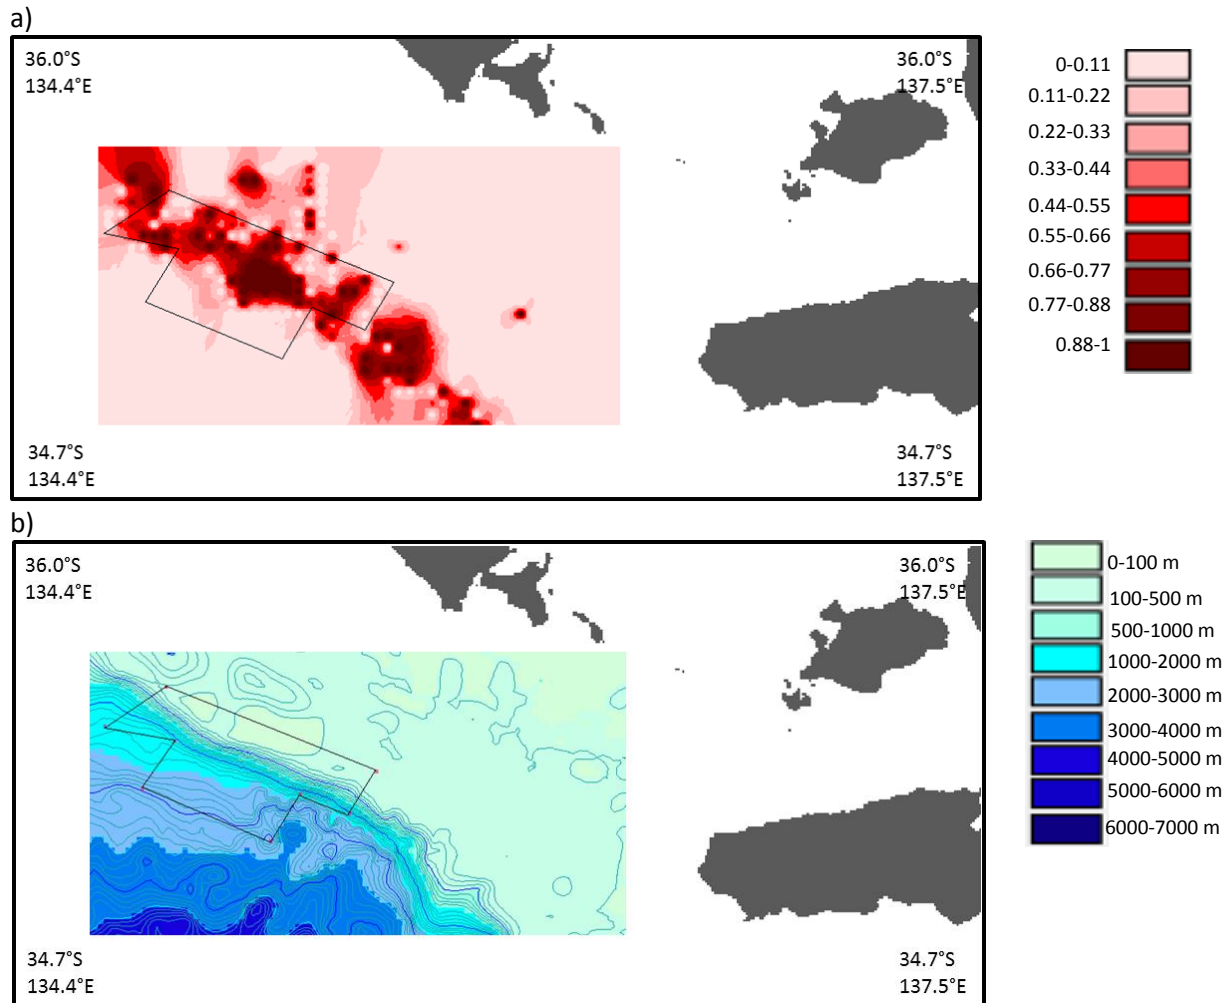 a)
36.0°S
134.4°E
36.0°S
137.5°E
34.7°S
134.4°E
34.7°S
137.5°E
0-0.11
0.11-0.22
0.22-0.33
0.33-0.44
0.44-0.55
0.55-0.66
0.66-0.77
0.77-0.88
0.88-1
b)
36.0°S
134.4°E
36.0°S
137.5°E
34.7°S
134.4°E
34.7°S
137.5°E
0-100 m
100-500 m
500-1000 m
1000-2000 m
2000-3000 m
3000-4000 m
4000-5000 m
5000-6000 m
6000-7000 m